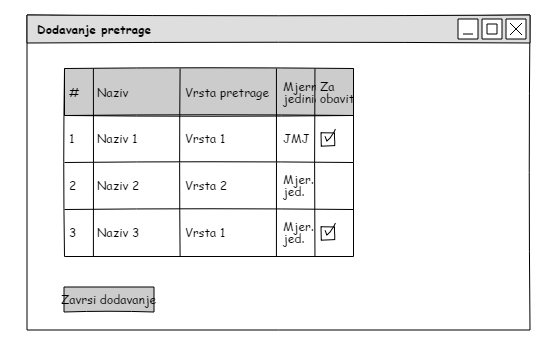 Dodavanje pretrage
# Naziv Vrsta pretrage Mjern Za
jedini obavit
1 Naziv 1 Vrsta 1 JMJ
2 Naziv 2 Vrsta 2 Mjer.
jed.
3 Naziv 3 Vrsta 1 Mjer.
jed.
Zavrsi dodavanje